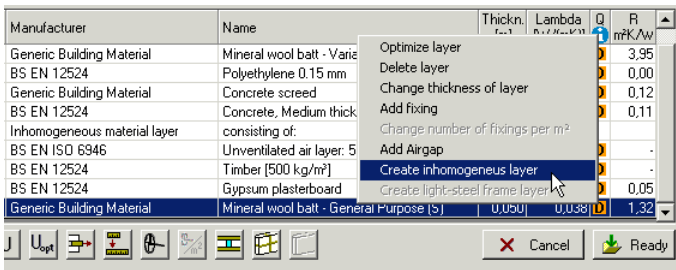 Manufacturer Name Thickn. Lambda Q R
m²K/w
Generic Building Material Mineral wool batt - Varia 3,95
BS EN 12524 Polyethylene 0.15 mm 0,00
Generic Building Material Concrete screed 0,12
BS EN 12524 Concrete, Medium thick 0,11
Inhomogeneous material layer consisting of:
BS EN ISO 6946 Unventilated air layer: 5 -
BS EN 12524 Timber [500 kg/m³] -
BS EN 12524 Gypsum plasterboard D 0,05
Generic Building Material Mineral wool batt - General Purpose (S) 0,050 0,038 D 1,32
Optimize layer
Delete layer
Change thickness of layer
Add fixing
Change number of fixings per m²
Add Airgap
Create inhomogeneus layer
Create light-steel frame layer
U Uopt S/m² Cancel Ready